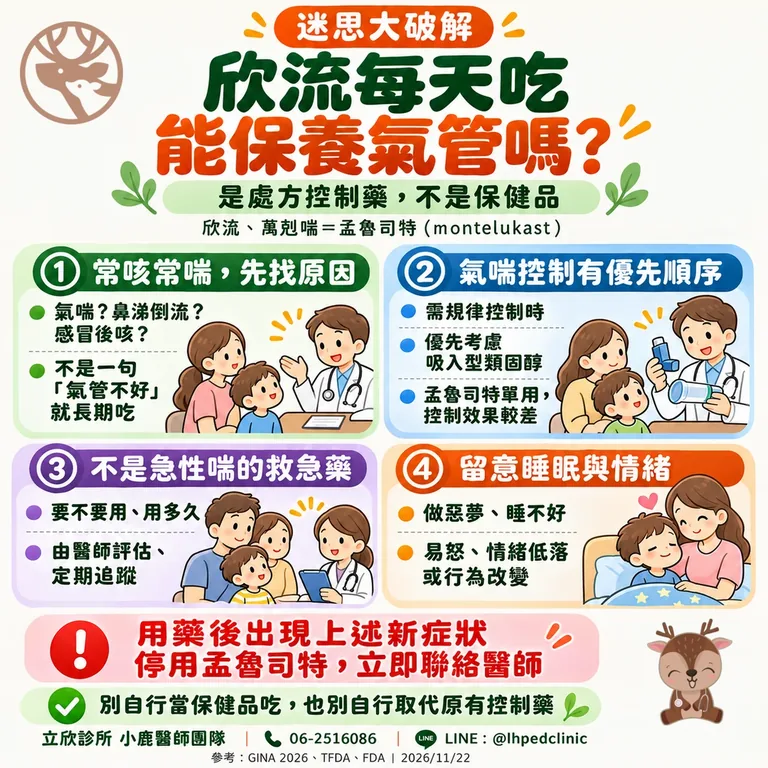 迷思大破解
欣流每天吃
能保養氣管嗎?
是處方控制藥，不是保健品
欣流、萬剋喘＝孟魯司特（montelukast）
1 常咳常喘，先找原因
氣喘？鼻涕倒流？
感冒後咳？
不是一句
「氣管不好」
就長期吃
2 氣喘控制有優先順序
需規律控制時
優先考慮
吸入型類固醇
孟魯司特單用，
控制效果較差
3 不是急性喘的救急藥
要不要用、用多久
由醫師評估、
定期追蹤
4 留意睡眠與情緒
做惡夢、睡不好
易怒、情緒低落
或行為改變
! 用藥後出現上述新症狀
停用孟魯司特，立即聯絡醫師
別自行當保健品吃，也別自行取代原有控制藥
立欣診所 小鹿醫師團隊 | 06-2516086 | LINE LINE：@lhpedclinic
參考：GINA 2026、TFDA、FDA | 2026/11/22